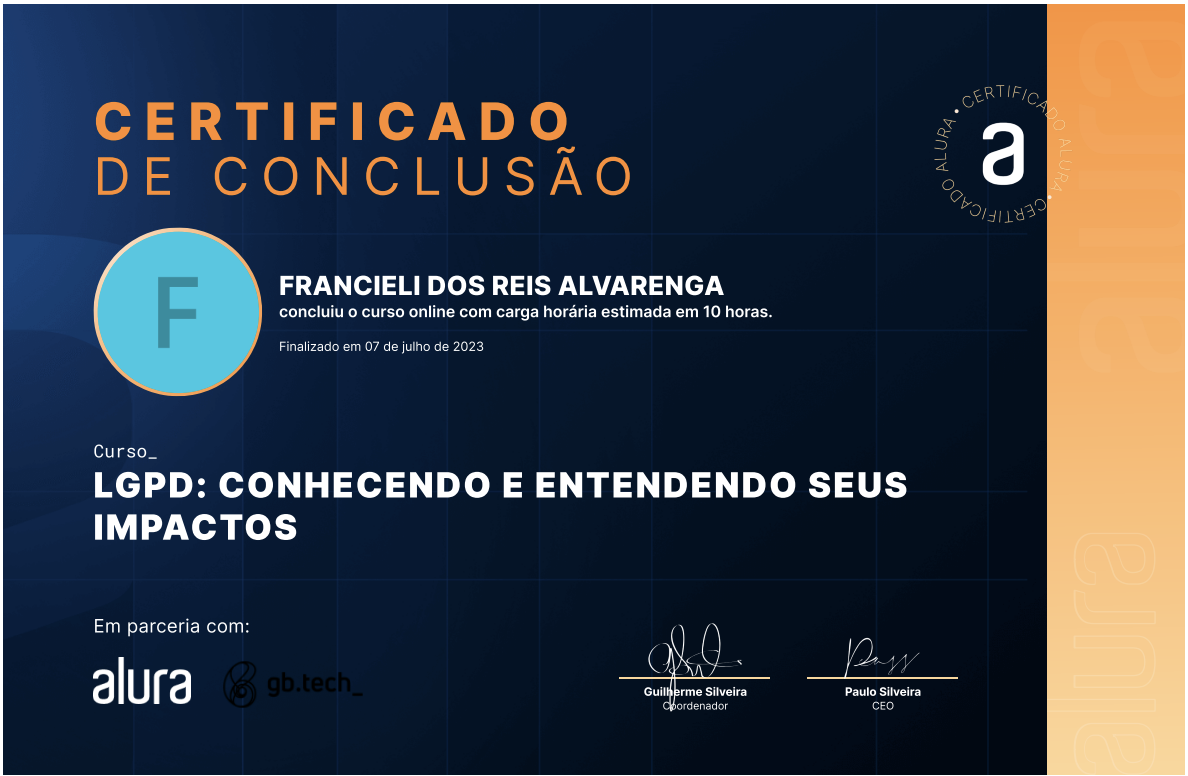 CERTIFICADO
DE CONCLUSÃO
CERTIFICADO ALURA • CERTIFICADO ALURA •
a
F
FRANCIELI DOS REIS ALVARENGA
concluiu o curso online com carga horária estimada em 10 horas.
Finalizado em 07 de julho de 2023
Curso_
LGPD: CONHECENDO E ENTENDENDO SEUS
IMPACTOS
Em parceria com:
alura
gb.tech_
Guilherme Silveira
Coordenador
Paulo Silveira
CEO
alura
alura